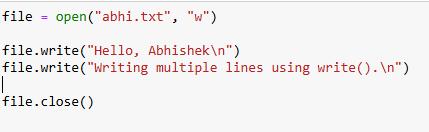 file = open("abhi.txt", "w")
file.write("Hello, Abhishek\n")
file.write("Writing multiple lines using write().\n")
file.close()